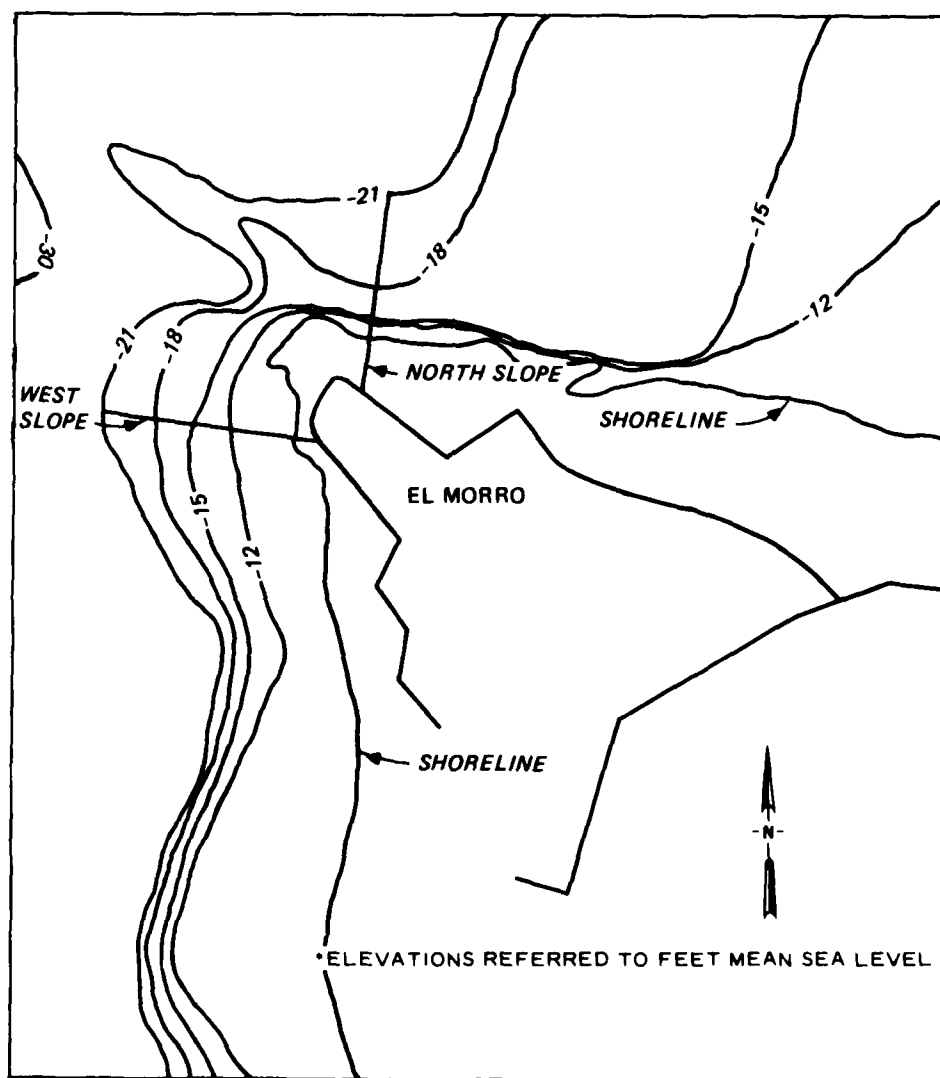 -21
-18
-15
-30
-12
-21
-18
NORTH SLOPE
WEST
SLOPE
SHORELINE
EL MORRO
-15
-12
SHORELINE
-N-
*ELEVATIONS REFERRED TO FEET MEAN SEA LEVEL